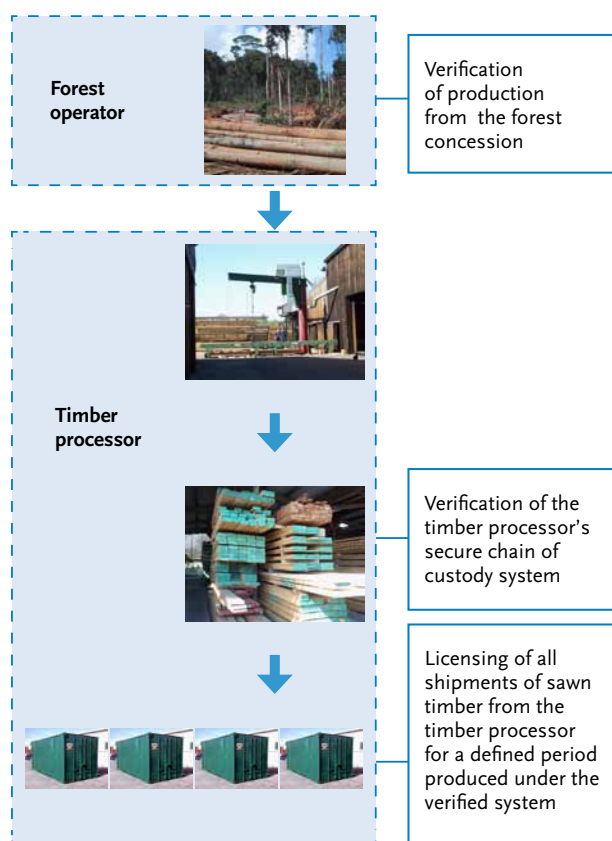 Forest
operator
Verification
of production
from the forest
concession
Timber
processor
Verification of the
timber processor's
secure chain of
custody system
Licensing of all
shipments of sawn
timber from the
timber processor
for a defined period
produced under the
verified system